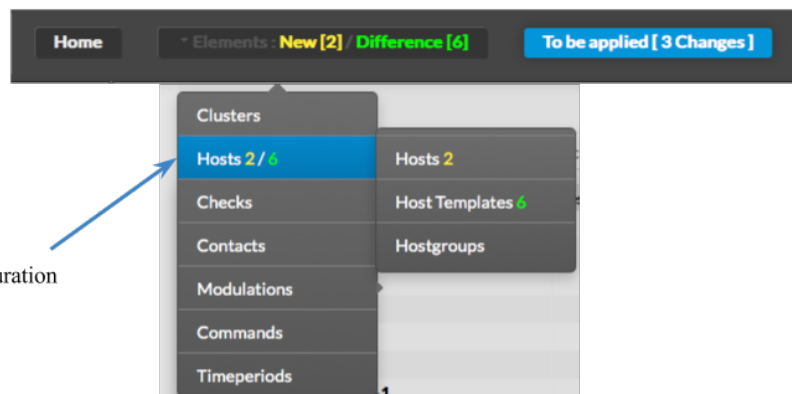 Home
Elements : New [2] / Difference [6]
To be applied [ 3 Changes ]
Clusters
Hosts 2 / 6
Hosts 2
Checks
Host Templates 6
Contacts
Hostgroups
uration
Modulations
Commands
Timeperiods
1